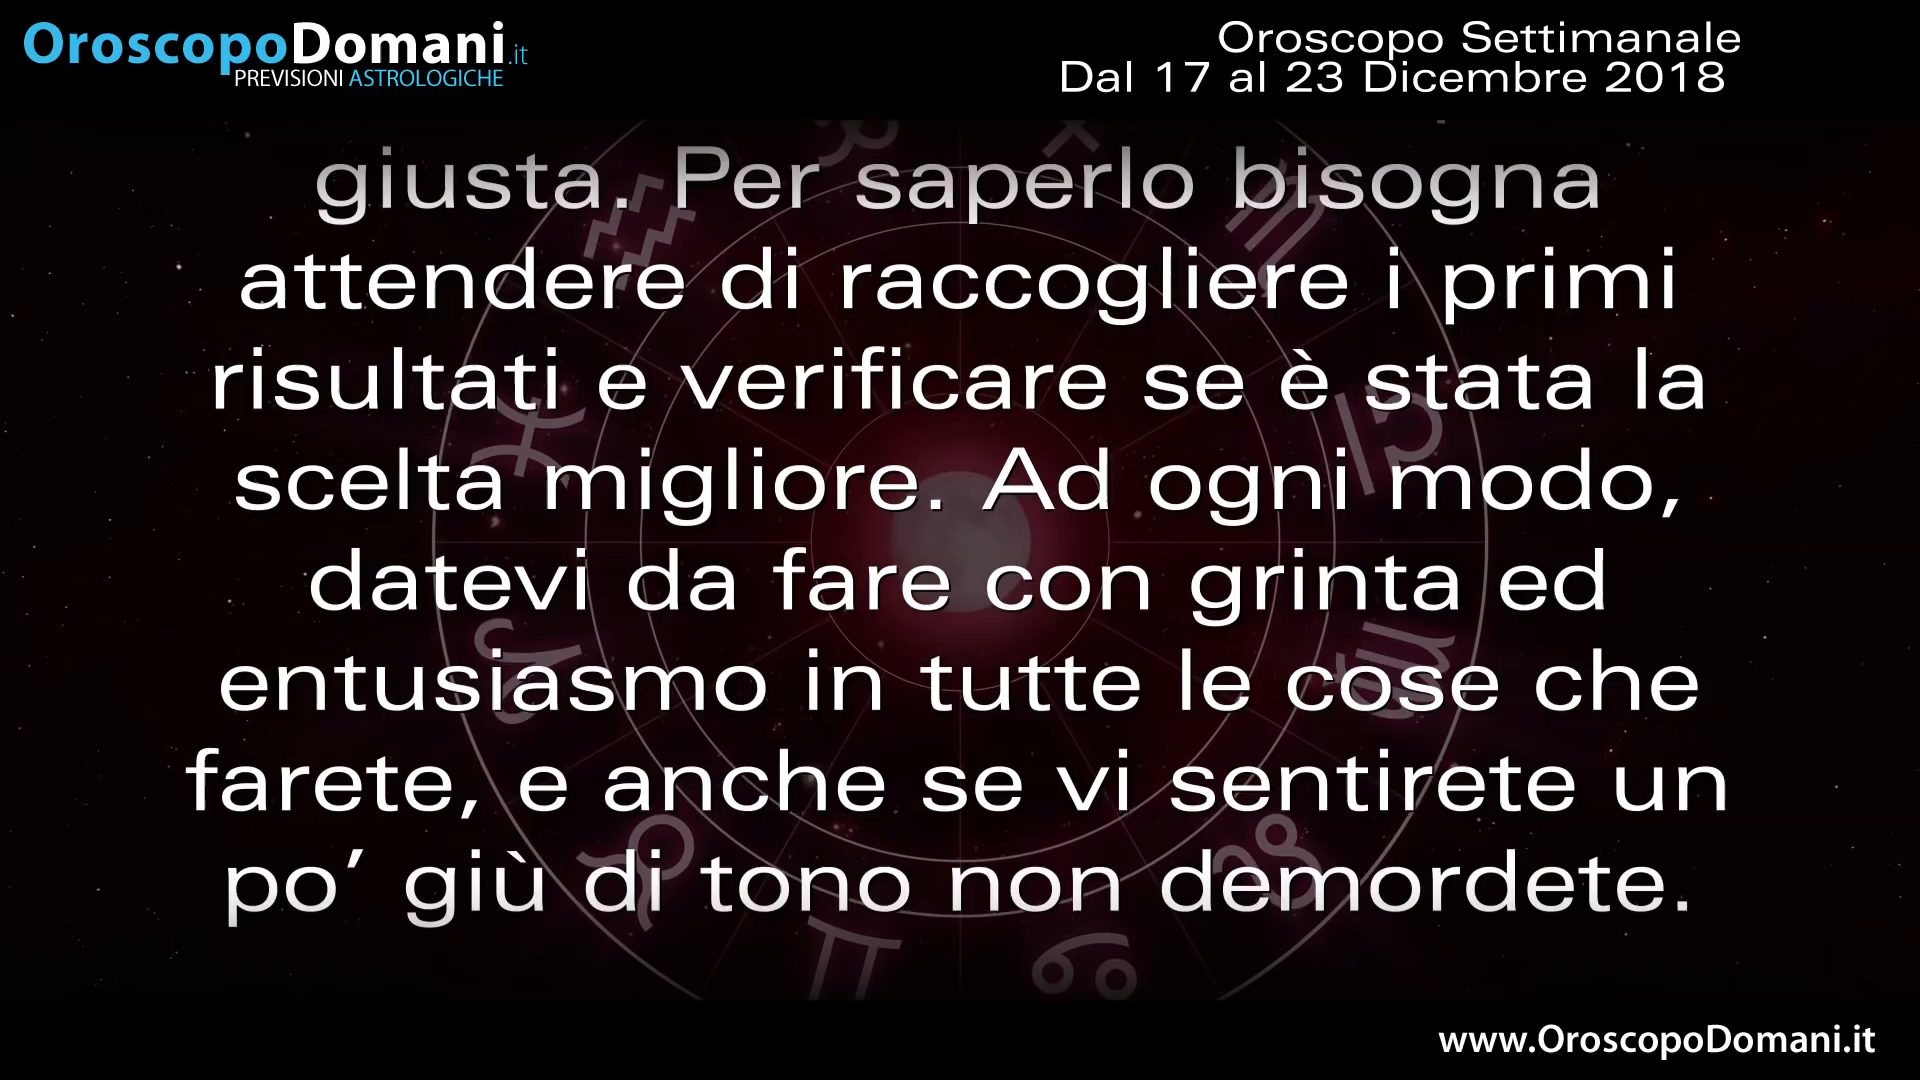 OroscopoDomani.it
PREVISIONI ASTROLOGICHE
Oroscopo Settimanale
Dal 17 al 23 Dicembre 2018
giusta. Per saperlo bisogna
attendere di raccogliere i primi
risultati e verificare se è stata la
scelta migliore. Ad ogni modo,
datevi da fare con grinta ed
entusiasmo in tutte le cose che
farete, e anche se vi sentirete un
po’ giù di tono non demordete.
www.OroscopoDomani.it